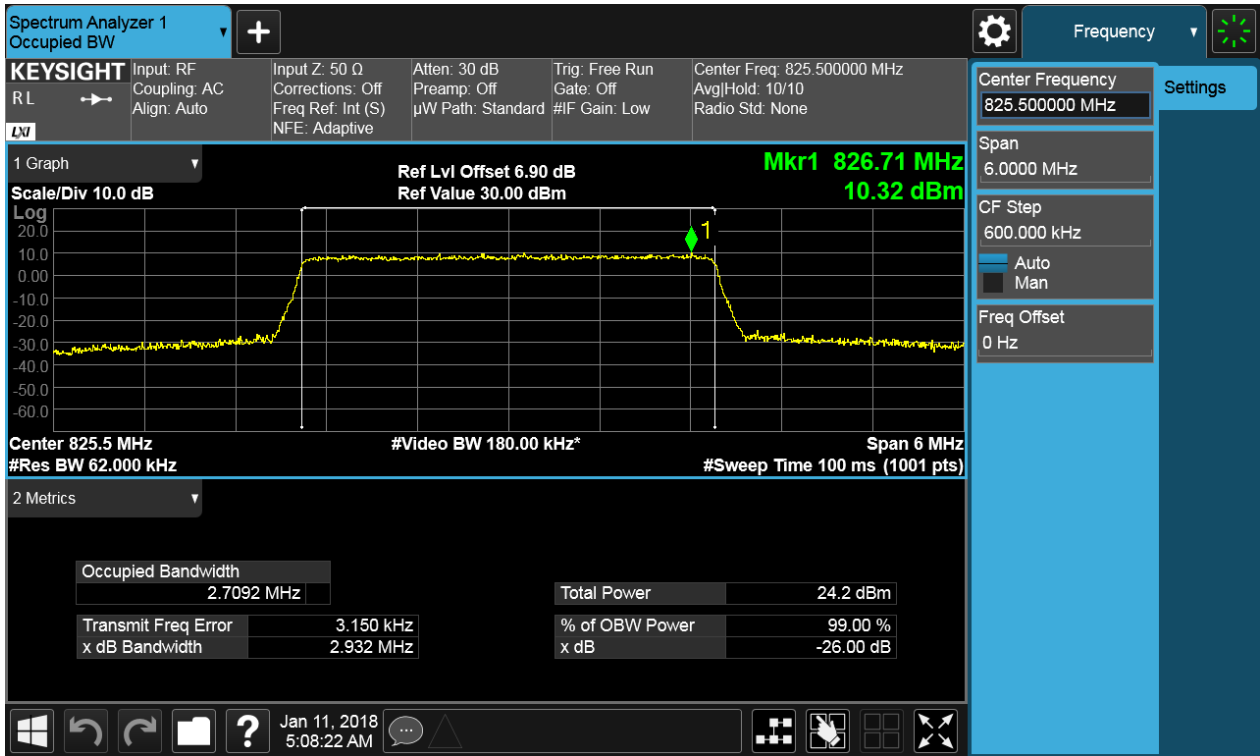 Spectrum Analyzer 1
Occupied BW
+
Frequency
KEYSIGHT
R L
LXI
Input: RF
Coupling: AC
Align: Auto
Input Z: 50 Ω
Corrections: Off
Freq Ref: Int (S)
NFE: Adaptive
Atten: 30 dB
Preamp: Off
µW Path: Standard
Trig: Free Run
Gate: Off
#IF Gain: Low
Center Freq: 825.500000 MHz
Avg|Hold: 10/10
Radio Std: None
Center Frequency
825.500000 MHz
Settings
Span
6.0000 MHz
CF Step
600.000 kHz
Auto
Man
Freq Offset
0 Hz
1 Graph
Ref Lvl Offset 6.90 dB
Mkr1 826.71 MHz
Scale/Div 10.0 dB
Ref Value 30.00 dBm
10.32 dBm
Log
20.0
10.0
0.00
-10.0
-20.0
-30.0
-40.0
-50.0
-60.0
1
Center 825.5 MHz
#Video BW 180.00 kHz*
Span 6 MHz
#Res BW 62.000 kHz
#Sweep Time 100 ms (1001 pts)
2 Metrics
Occupied Bandwidth
2.7092 MHz
Total Power 24.2 dBm
Transmit Freq Error 3.150 kHz
% of OBW Power 99.00 %
x dB Bandwidth 2.932 MHz
x dB -26.00 dB
?
Jan 11, 2018
5:08:22 AM